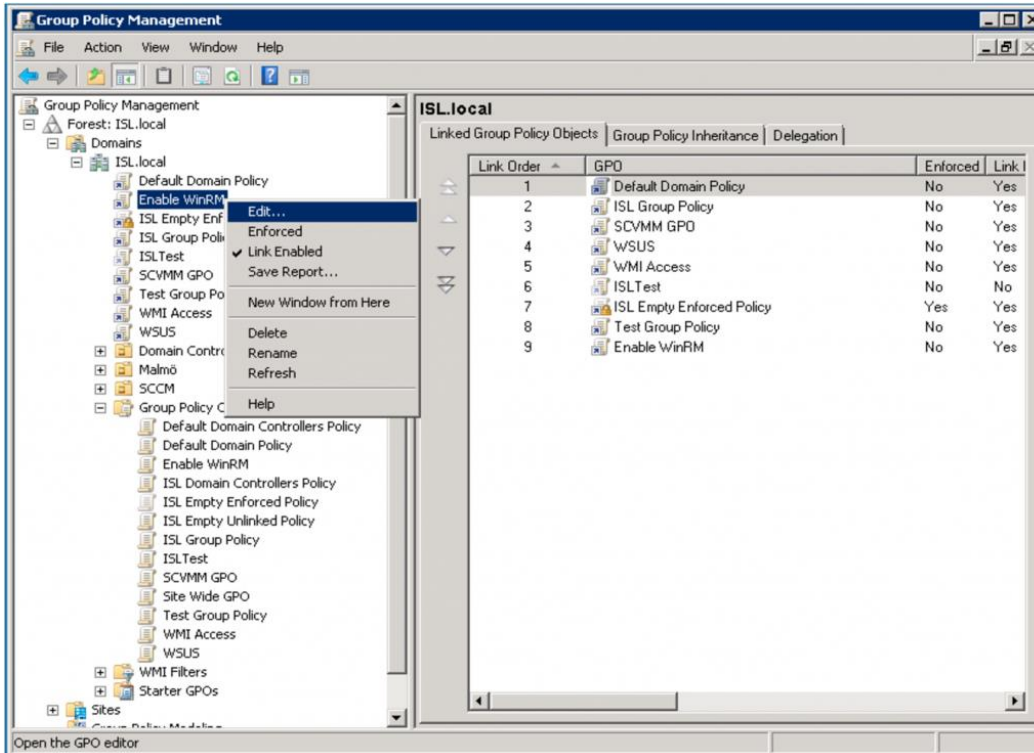 Group Policy Management
File Action View Window Help
Group Policy Management
Forest: ISL.local
Domains
ISL.local
Default Domain Policy
Enable WinRM
ISL Empty Enf
ISL Group Poli
ISLTest
SCVMM GPO
Test Group Po
WMI Access
WSUS
Domain Contro
Malmö
SCCM
Group Policy O
Default Domain Controllers Policy
Default Domain Policy
Enable WinRM
ISL Domain Controllers Policy
ISL Empty Enforced Policy
ISL Empty Unlinked Policy
ISL Group Policy
ISLTest
SCVMM GPO
Site Wide GPO
Test Group Policy
WMI Access
WSUS
WMI Filters
Starter GPOs
Sites
Group Policy Modeling
Edit...
Enforced
Link Enabled
Save Report...
New Window from Here
Delete
Rename
Refresh
Help
ISL.local
Linked Group Policy Objects Group Policy Inheritance Delegation
Link Order GPO Enforced Link
1 Default Domain Policy No Yes
2 ISL Group Policy No Yes
3 SCVMM GPO No Yes
4 WSUS No Yes
5 WMI Access No Yes
6 ISLTest No No
7 ISL Empty Enforced Policy Yes Yes
8 Test Group Policy No Yes
9 Enable WinRM No Yes
Open the GPO editor